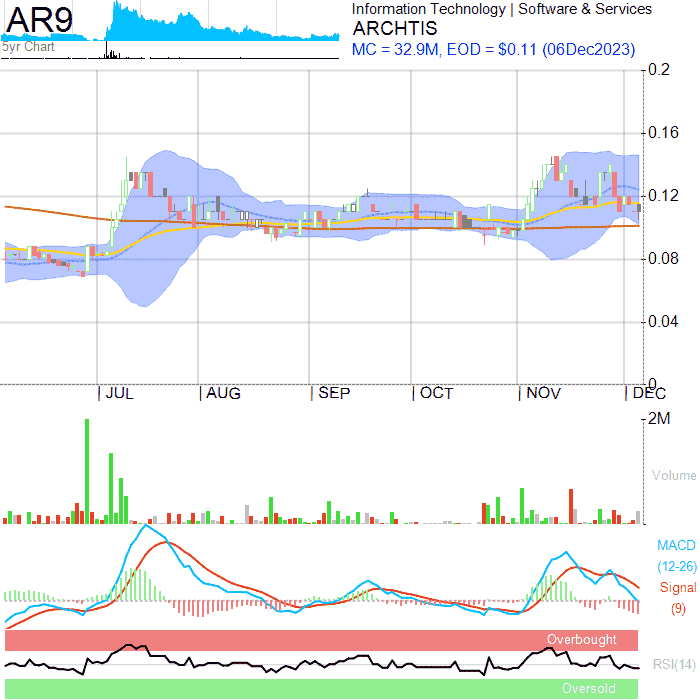 AR9
5yr Chart
Information Technology | Software & Services
ARCHTIS
MC = 32.9M, EOD = $0.11 (06Dec2023)
0.2
0.16
0.12
0.08
0.04
0
JUL AUG SEP OCT NOV DEC
2M
Volume
MACD
(12-26)
Signal
(9)
Overbought
RSI(14)
Oversold